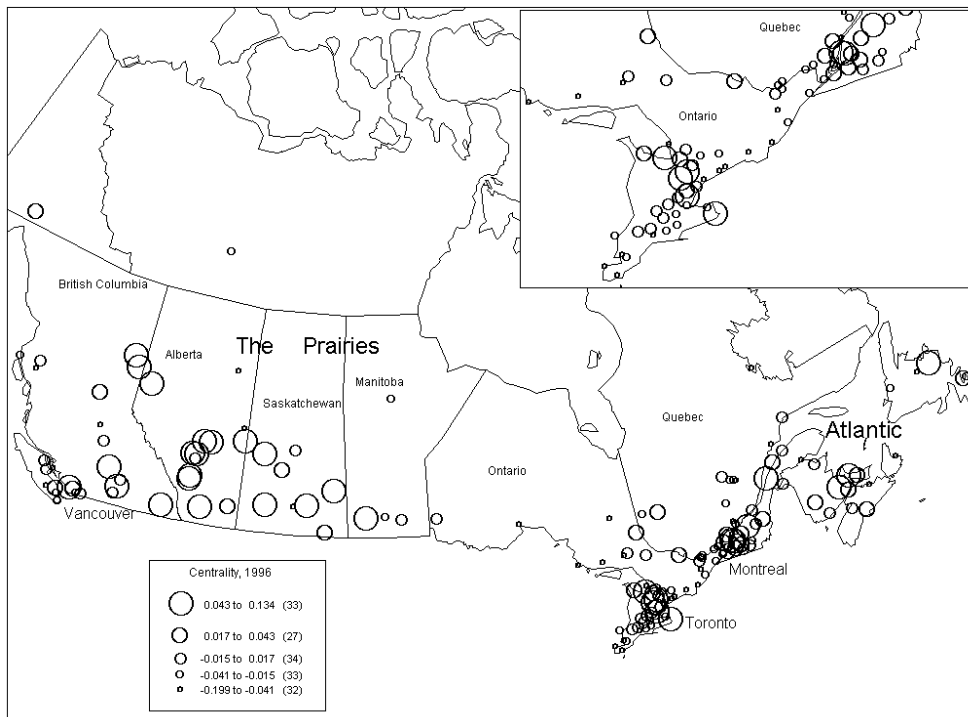 Quebec
Ontario
British Columbia
Alberta
The Prairies
Saskatchewan
Manitoba
Ontario
Quebec
Atlantic
Vancouver
Montreal
Toronto
Centrality, 1996
0.043 to 0.134 (33)
0.017 to 0.043 (27)
-0.015 to 0.017 (34)
-0.041 to -0.015 (33)
-0.199 to -0.041 (32)